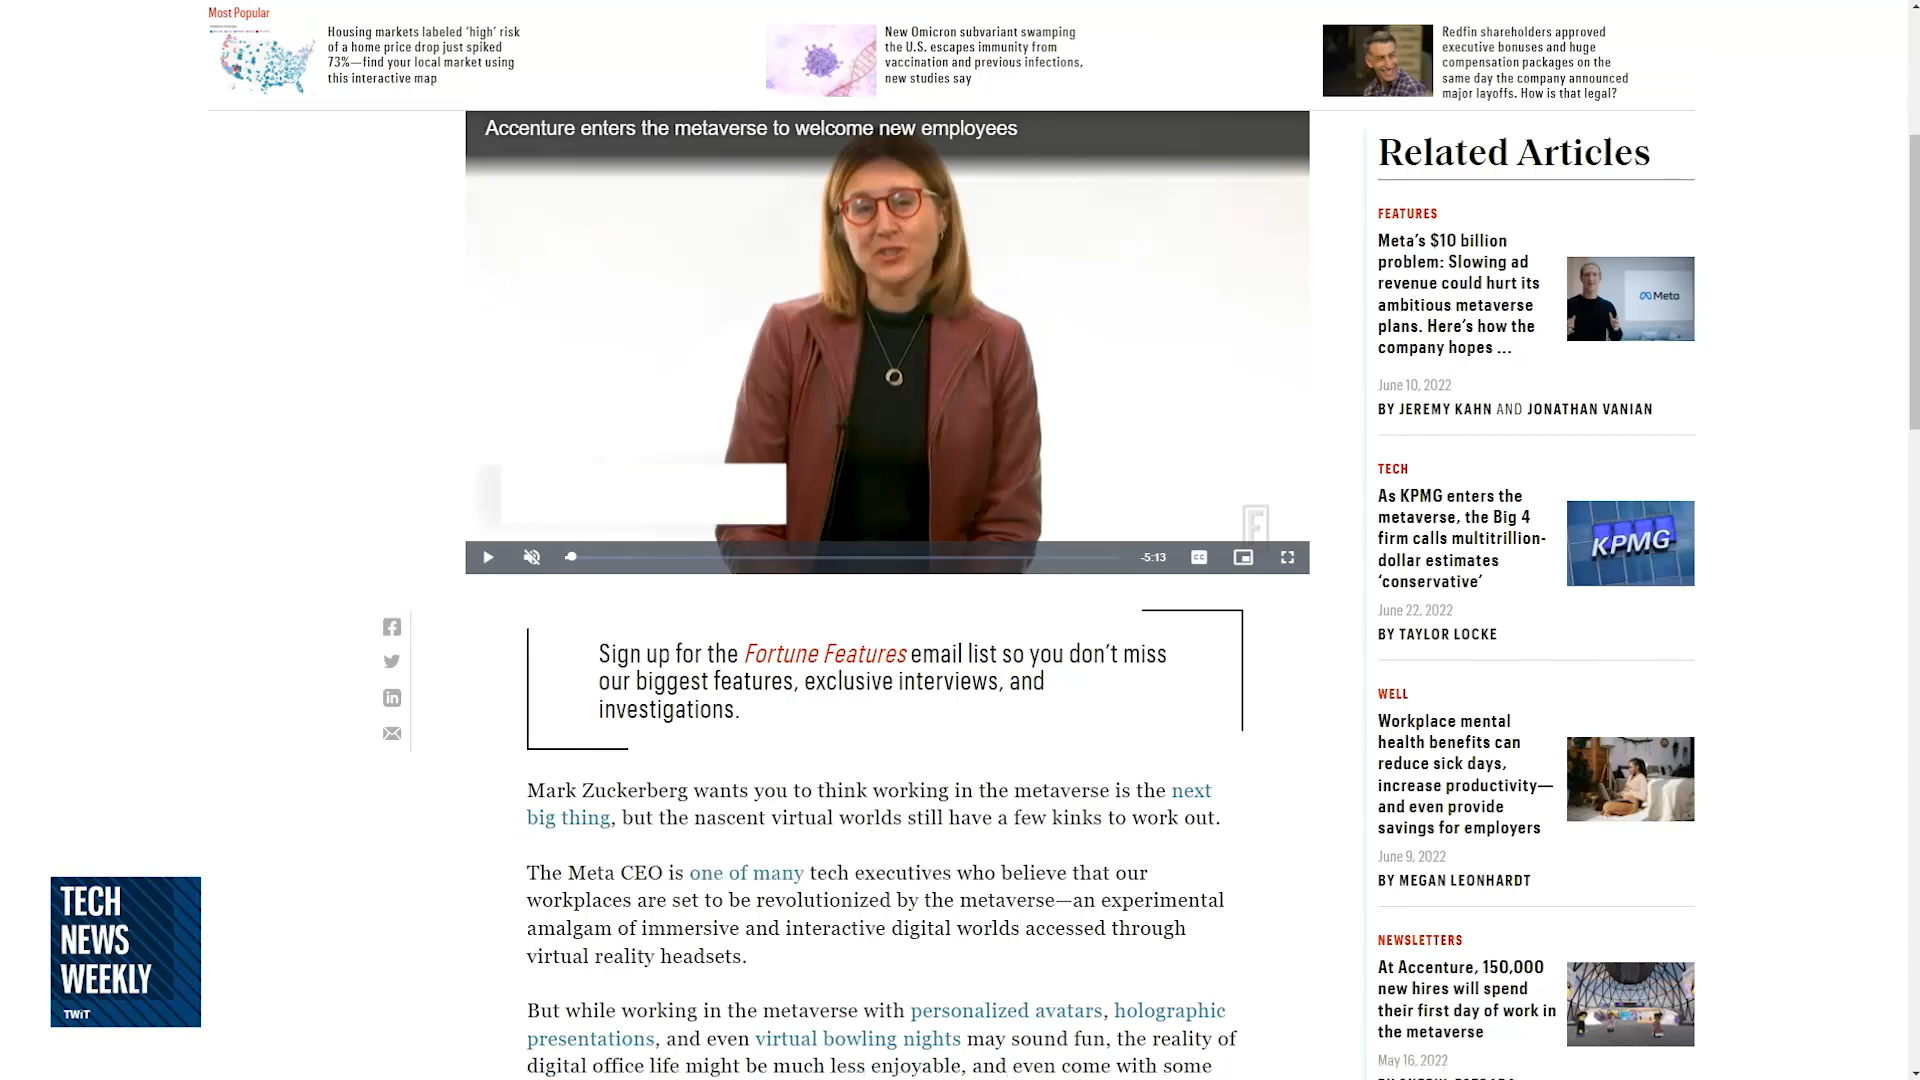 Most Popular
Housing markets labeled ‘high’ risk
of a home price drop just spiked
73%—find your local market using
this interactive map
New Omicron subvariant swamping
the U.S. escapes immunity from
vaccination and previous infections,
new studies say
Redfin shareholders approved
executive bonuses and huge
compensation packages on the
same day the company announced
major layoffs. How is that legal?
Accenture enters the metaverse to welcome new employees
F
-5:13
CC
Sign up for the Fortune Features email list so you don’t miss
our biggest features, exclusive interviews, and
investigations.
Mark Zuckerberg wants you to think working in the metaverse is the next
big thing, but the nascent virtual worlds still have a few kinks to work out.
The Meta CEO is one of many tech executives who believe that our
workplaces are set to be revolutionized by the metaverse—an experimental
amalgam of immersive and interactive digital worlds accessed through
virtual reality headsets.
But while working in the metaverse with personalized avatars, holographic
presentations, and even virtual bowling nights may sound fun, the reality of
digital office life might be much less enjoyable, and even come with some
Related Articles
FEATURES
Meta’s $10 billion
problem: Slowing ad
revenue could hurt its
ambitious metaverse
plans. Here’s how the
company hopes ...
Meta
June 10, 2022
BY JEREMY KAHN AND JONATHAN VANIAN
TECH
As KPMG enters the
metaverse, the Big 4
firm calls multitrillion-
dollar estimates
‘conservative’
KPMG
June 22, 2022
BY TAYLOR LOCKE
WELL
Workplace mental
health benefits can
reduce sick days,
increase productivity—
and even provide
savings for employers
June 9, 2022
BY MEGAN LEONHARDT
NEWSLETTERS
At Accenture, 150,000
new hires will spend
their first day of work in
the metaverse
May 16, 2022
TECH
NEWS
WEEKLY
TWiT